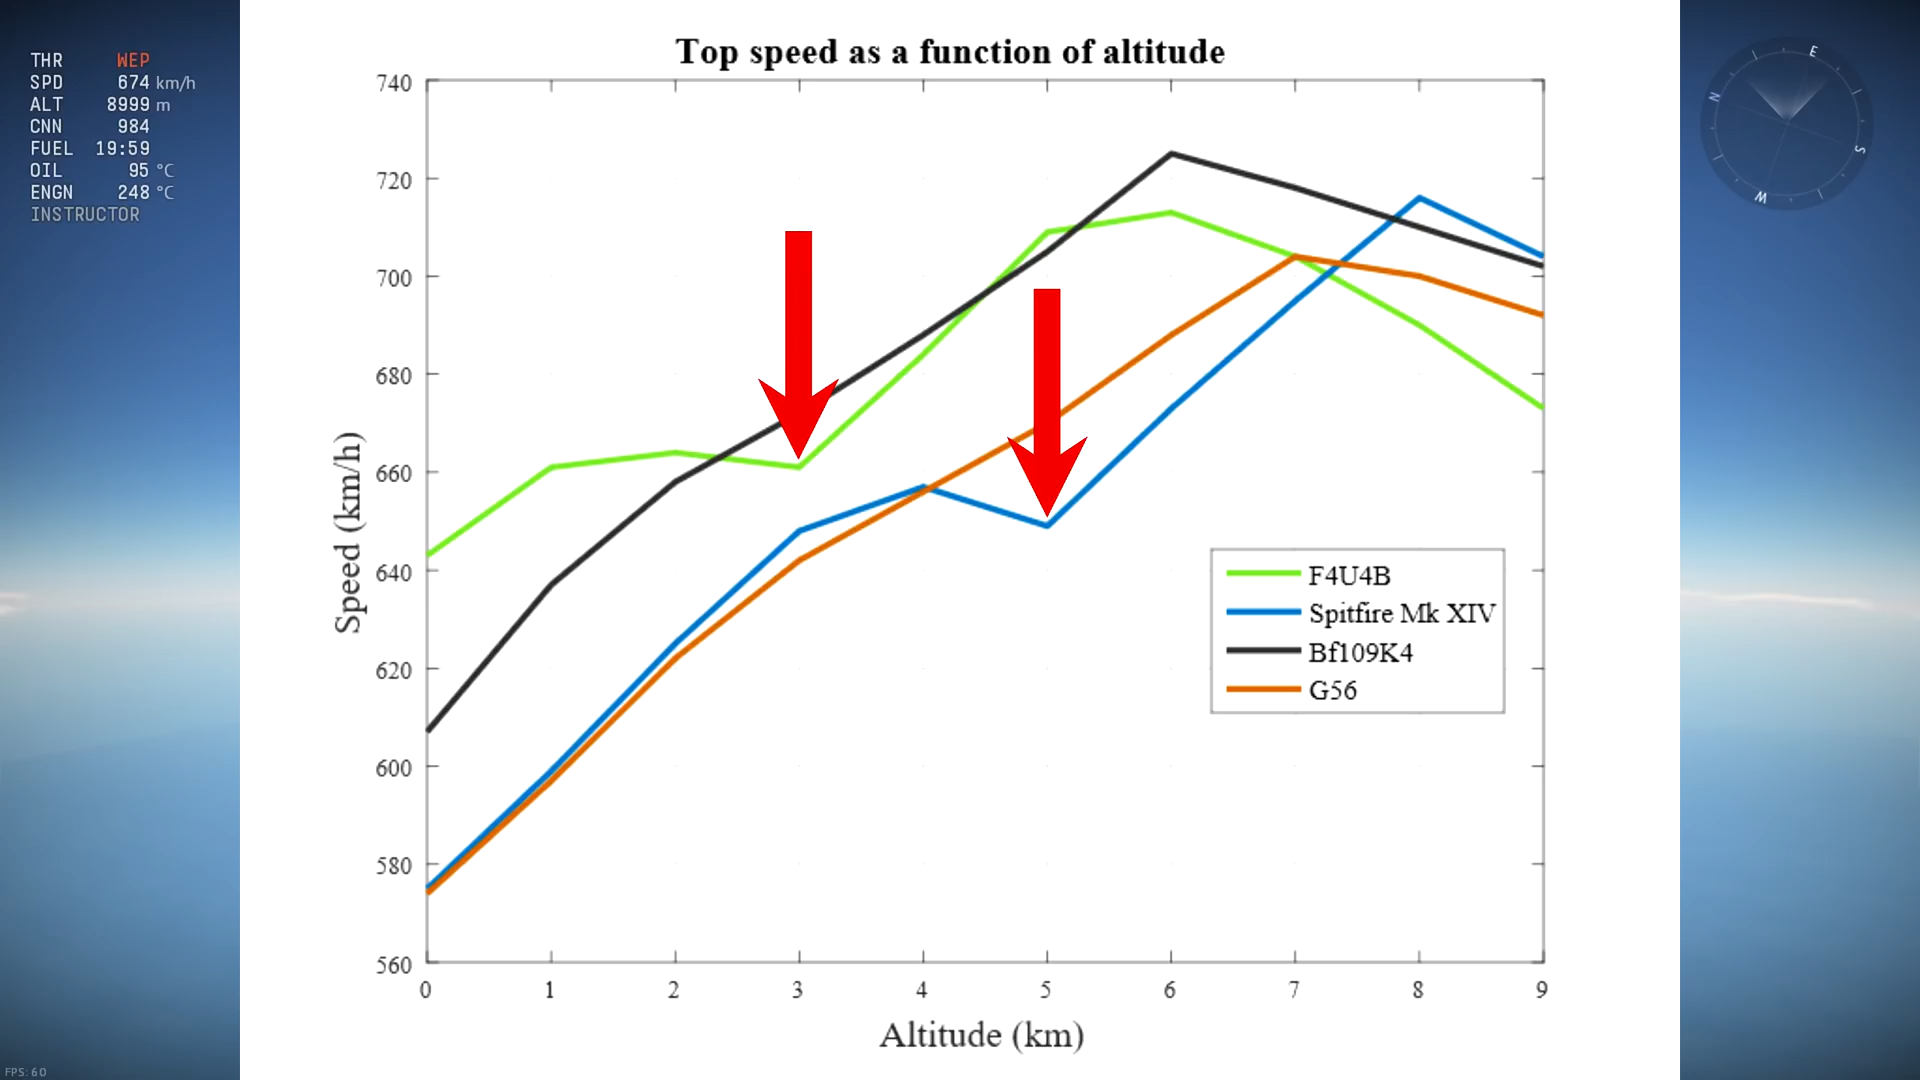 THR WEP
SPD 674 km/h
ALT 8999 m
CNN 984
FUEL 19:59
OIL 95 °C
ENGN 248 °C
INSTRUCTOR
Top speed as a function of altitude
740
720
700
680
660
640
620
600
580
560
Speed (km/h)
0 1 2 3 4 5 6 7 8 9
Altitude (km)
F4U4B
Spitfire Mk XIV
Bf109K4
G56
E
N
S
W
FPS: 60